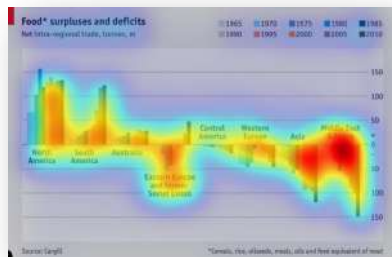 Food* surpluses and deficits
Net intra-regional trade, tonnes, m
1965 1970 1975 1980 1985
1990 1995 2000 2005 2010
150
100
50
0
50
100
150
North America
South America
Australia
Eastern Europe and former Soviet Union
Central America
Western Europe
Asia
Middle East
Source: Cargill
*Cereals, rice, oilseeds, meals, oils and feed equivalent of meat